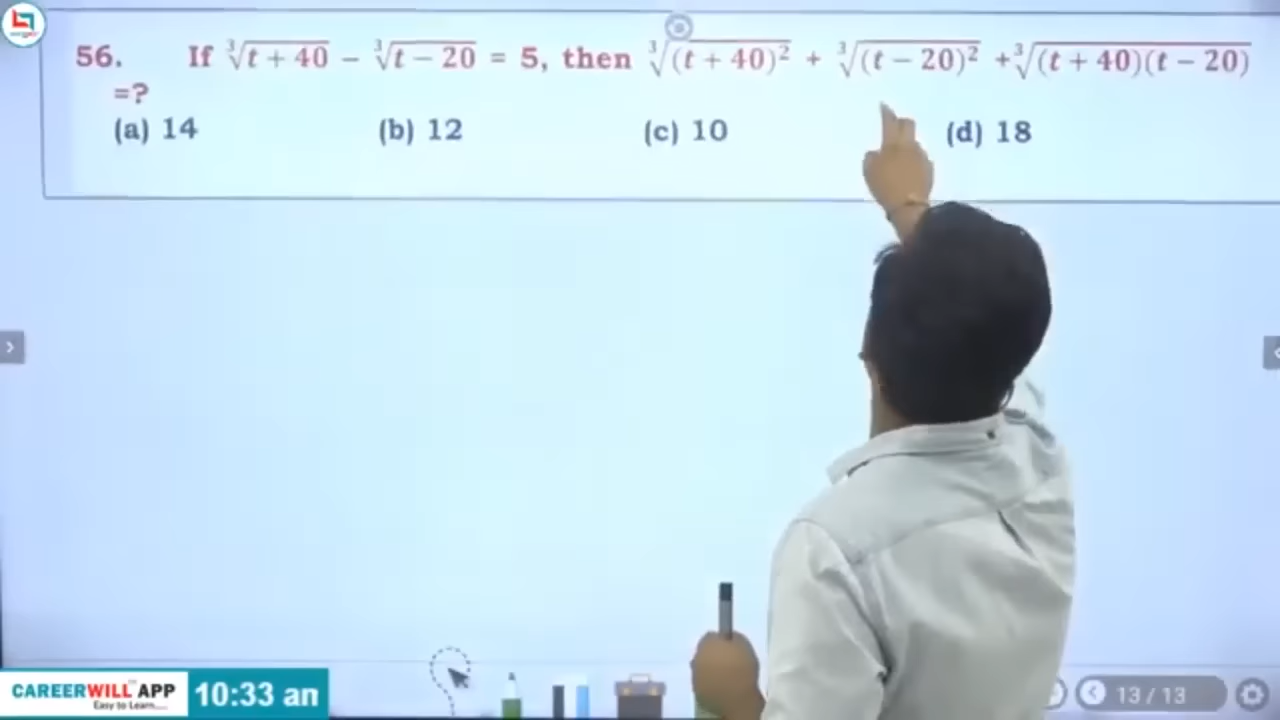 56. If ∛(t + 40) − ∛(t − 20) = 5, then ∛((t + 40)²) + ∛((t − 20)²) + ∛((t + 40)(t − 20))
=?
(a) 14 (b) 12 (c) 10 (d) 18
CAREERWILL APP
Easy to Learn.....
10:33 an
13 / 13